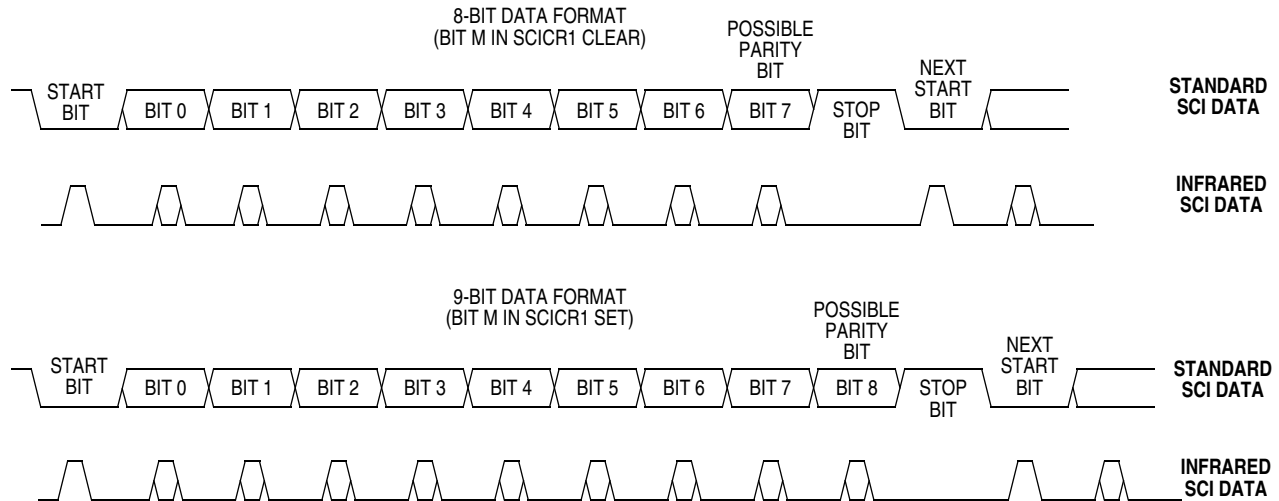 8-BIT DATA FORMAT
(BIT M IN SCICR1 CLEAR)
POSSIBLE
PARITY
BIT
START
BIT
BIT 0
BIT 1
BIT 2
BIT 3
BIT 4
BIT 5
BIT 6
BIT 7
STOP
BIT
NEXT
START
BIT
STANDARD
SCI DATA
INFRARED
SCI DATA
9-BIT DATA FORMAT
(BIT M IN SCICR1 SET)
POSSIBLE
PARITY
BIT
START
BIT
BIT 0
BIT 1
BIT 2
BIT 3
BIT 4
BIT 5
BIT 6
BIT 7
BIT 8
STOP
BIT
NEXT
START
BIT
STANDARD
SCI DATA
INFRARED
SCI DATA